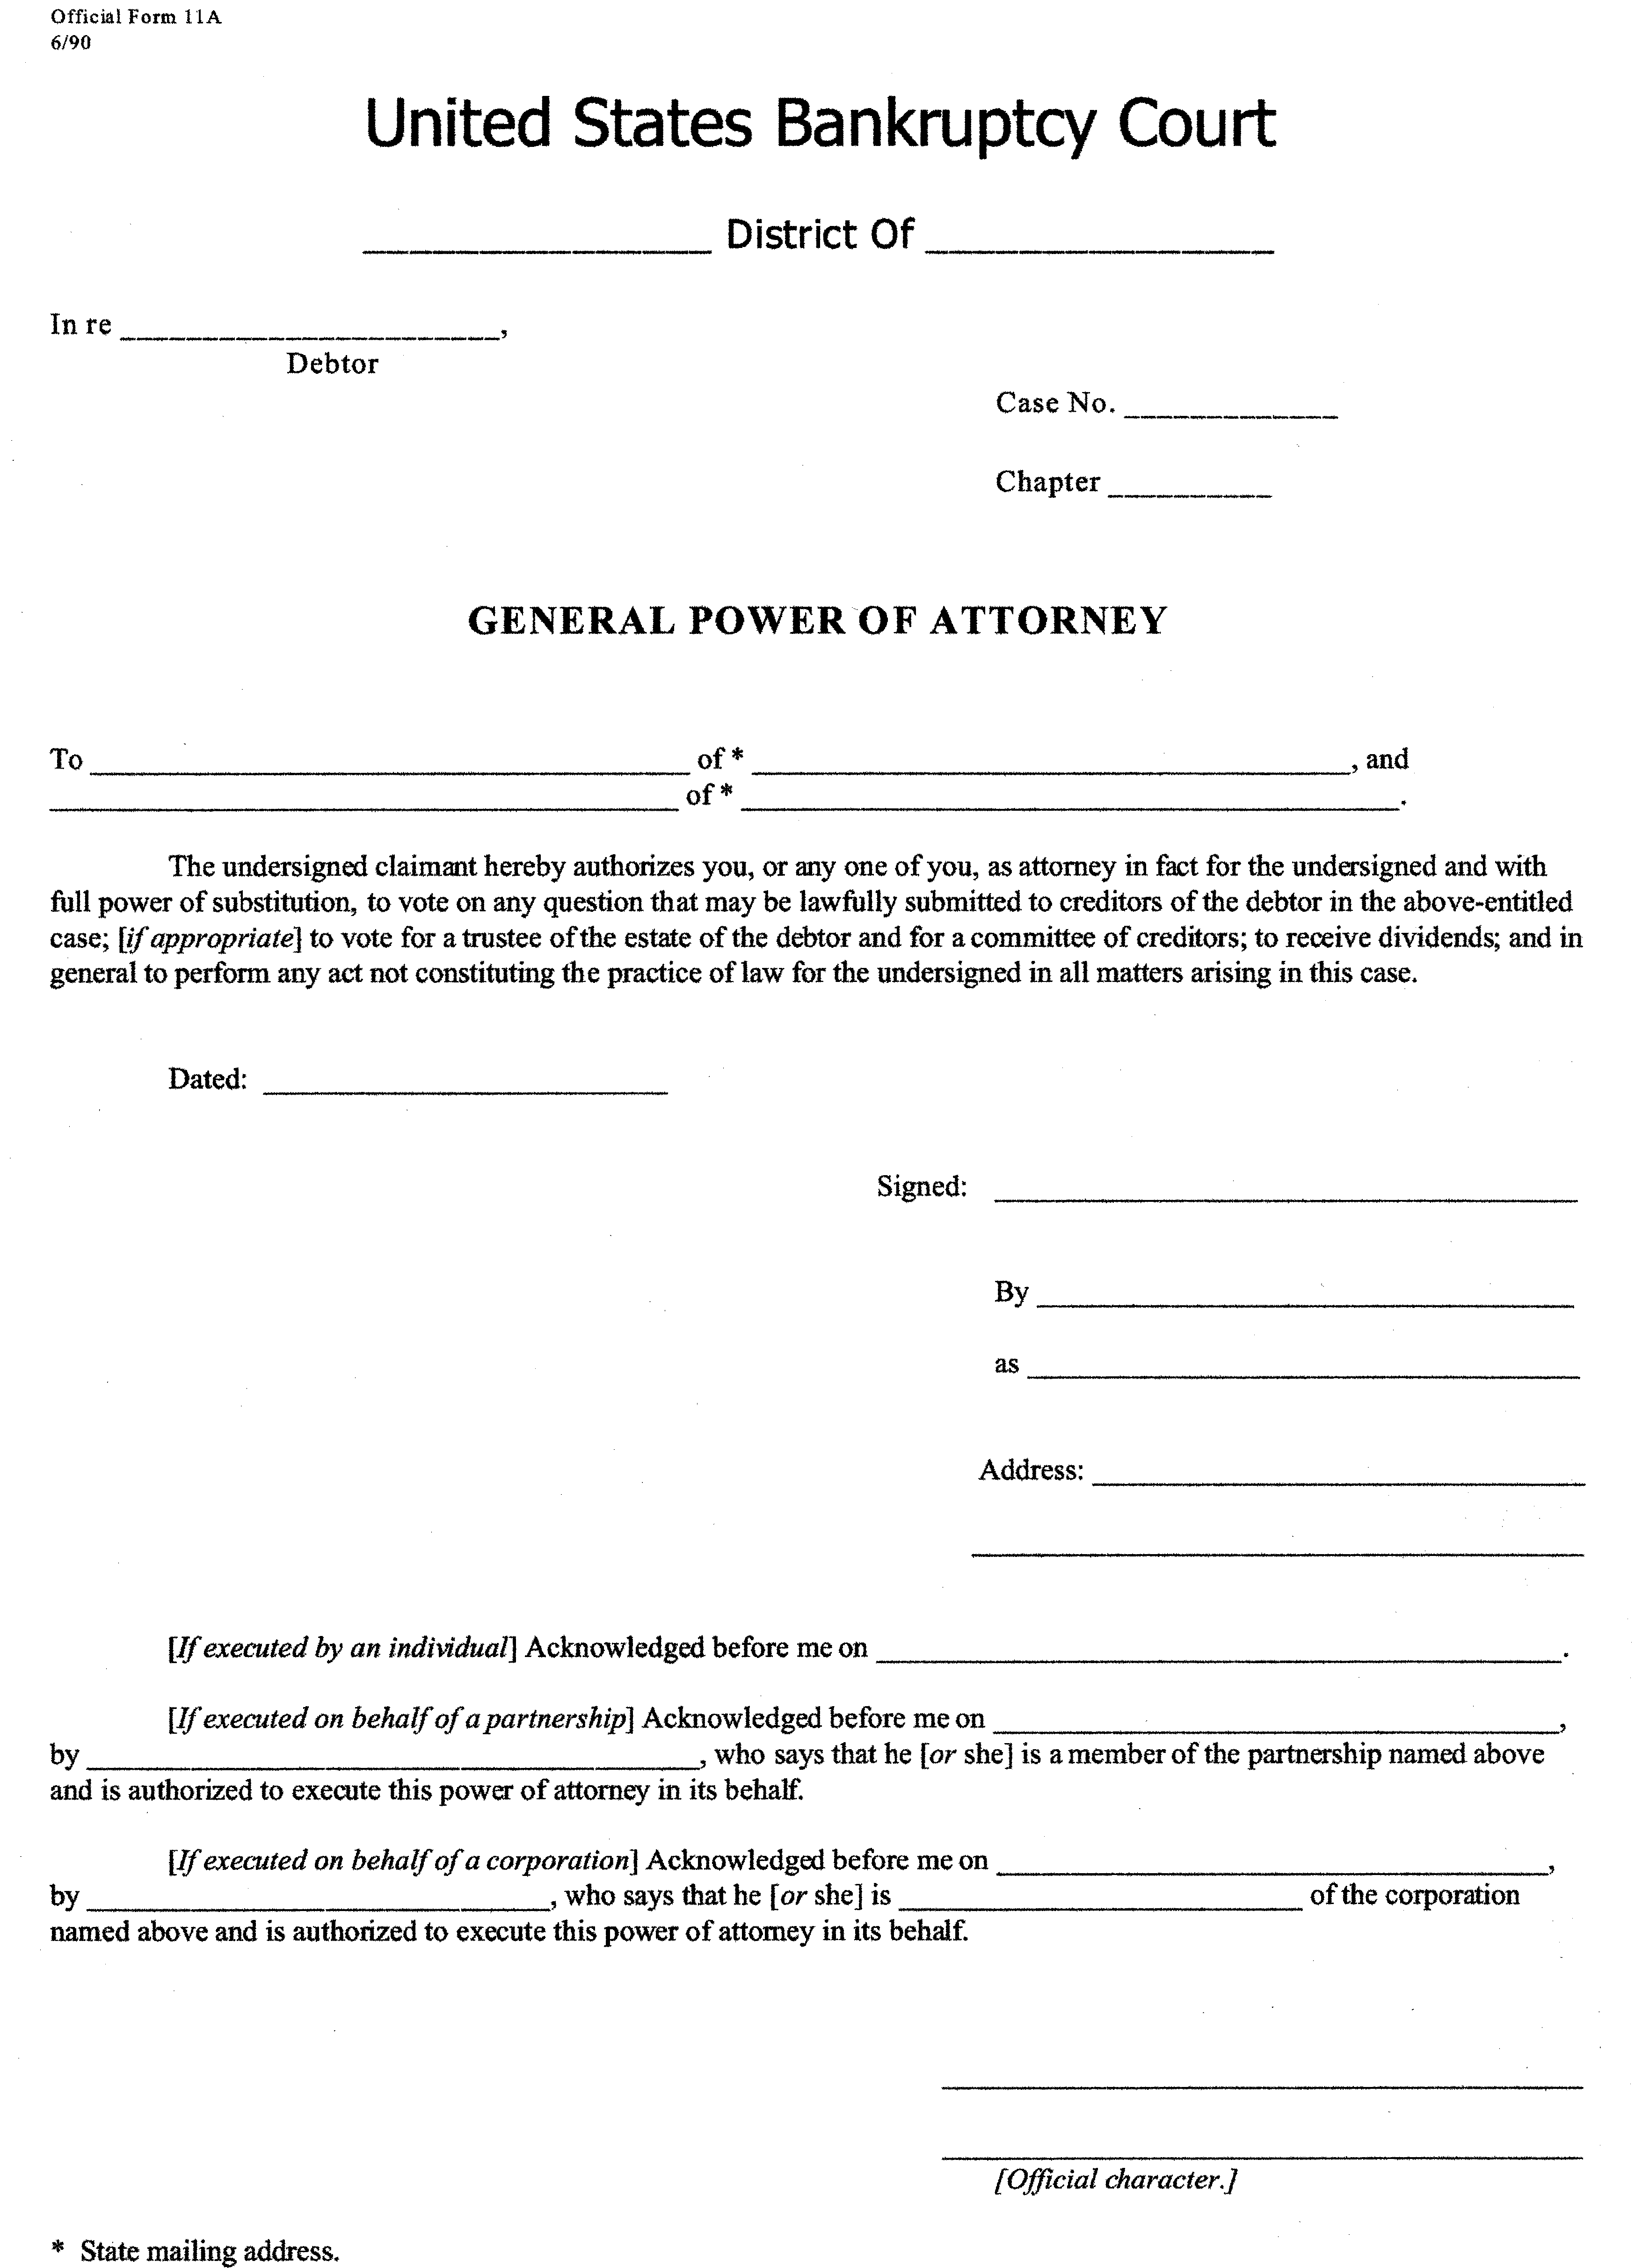 Official Form 11A
6/90
United States Bankruptcy Court
_______________ District Of _______________
In re _______________________,
Debtor
Case No. _____________
Chapter __________
GENERAL POWER OF ATTORNEY
To ______________________________ of * ______________________________, and
______________________________ of * ______________________________.
The undersigned claimant hereby authorizes you, or any one of you, as attorney in fact for the undersigned and with
full power of substitution, to vote on any question that may be lawfully submitted to creditors of the debtor in the above-entitled
case; [if appropriate] to vote for a trustee of the estate of the debtor and for a committee of creditors; to receive dividends; and in
general to perform any act not constituting the practice of law for the undersigned in all matters arising in this case.
Dated: ____________________
Signed: ______________________________
By ______________________________
as ______________________________
Address: ______________________________
______________________________
[If executed by an individual] Acknowledged before me on ______________________________.
[If executed on behalf of a partnership] Acknowledged before me on ______________________________,
by ______________________________, who says that he [or she] is a member of the partnership named above
and is authorized to execute this power of attorney in its behalf.
[If executed on behalf of a corporation] Acknowledged before me on ______________________________,
by _________________________, who says that he [or she] is ____________________ of the corporation
named above and is authorized to execute this power of attorney in its behalf.
______________________________
______________________________
[Official character.]
* State mailing address.